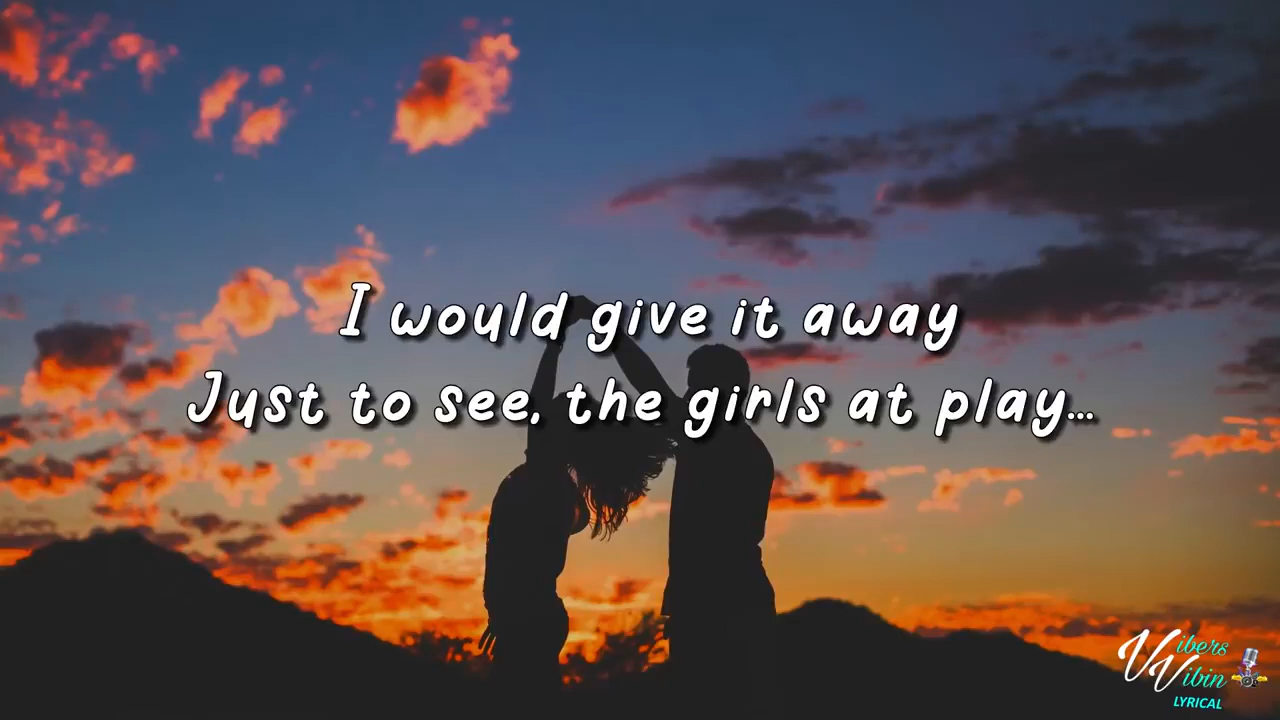 I would give it away
Just to see, the girls at play...
Vibers
Vibin
LYRICAL